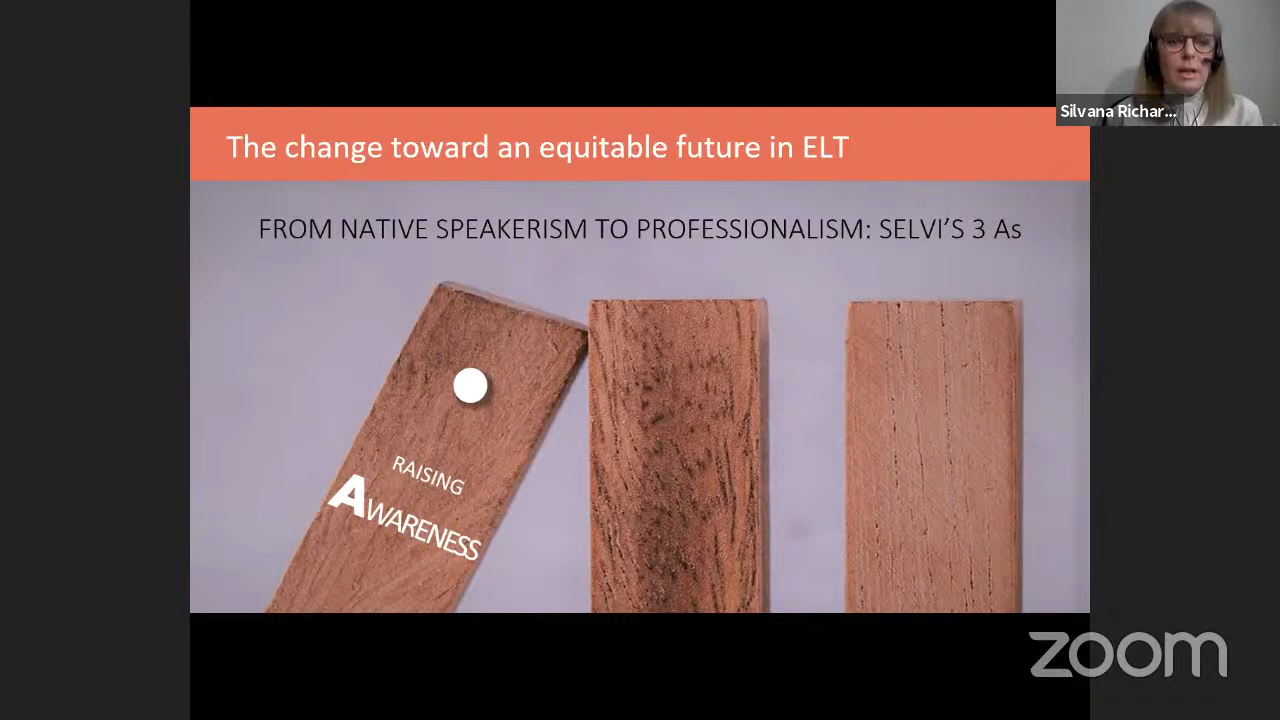 Silvana Richar...
The change toward an equitable future in ELT
FROM NATIVE SPEAKERISM TO PROFESSIONALISM: SELVI’S 3 As
RAISING
AWARENESS
zoom